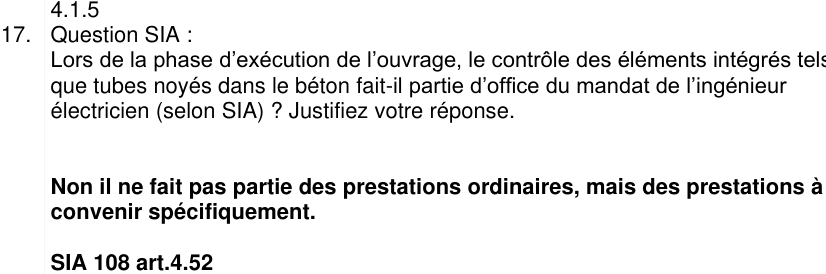 4.1.5
17. Question SIA :
Lors de la phase d'exécution de l'ouvrage, le contrôle des éléments intégrés tels
que tubes noyés dans le béton fait-il partie d'office du mandat de l'ingénieur
électricien (selon SIA) ? Justifiez votre réponse.
Non il ne fait pas partie des prestations ordinaires, mais des prestations à
convenir spécifiquement.
SIA 108 art.4.52